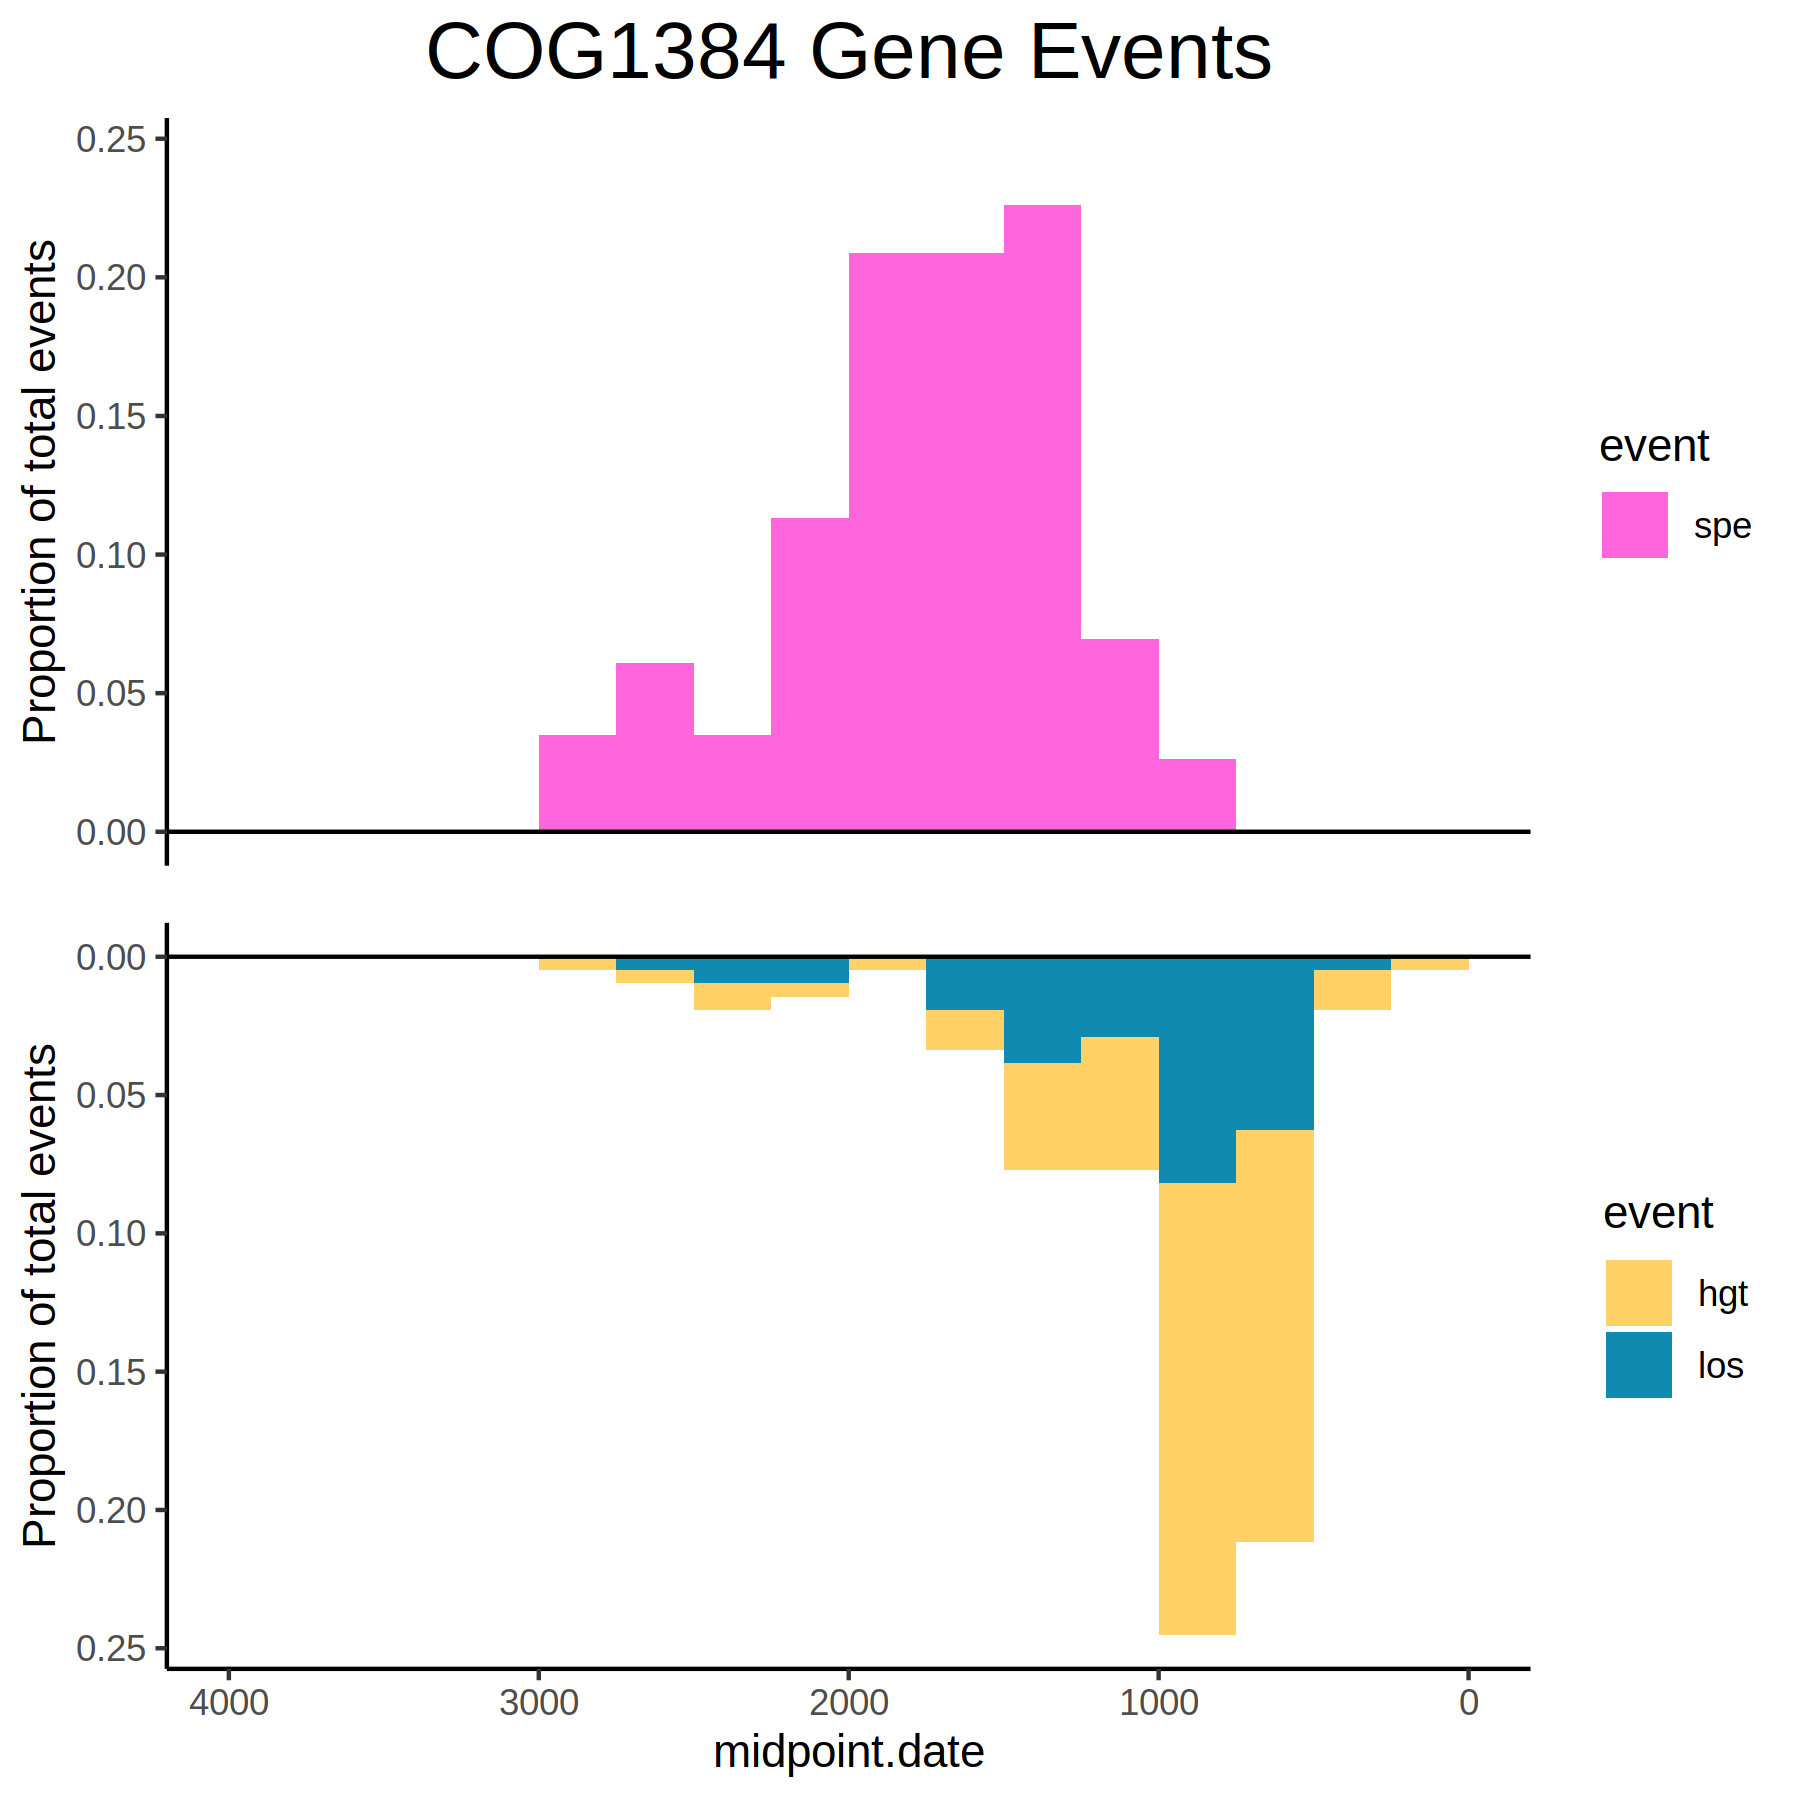 COG1384 Gene Events
0.25
0.20
0.15
0.10
0.05
0.00
Proportion of total events
event
spe
0.00
0.05
0.10
0.15
0.20
0.25
Proportion of total events
event
hgt
los
4000 3000 2000 1000 0
midpoint.date